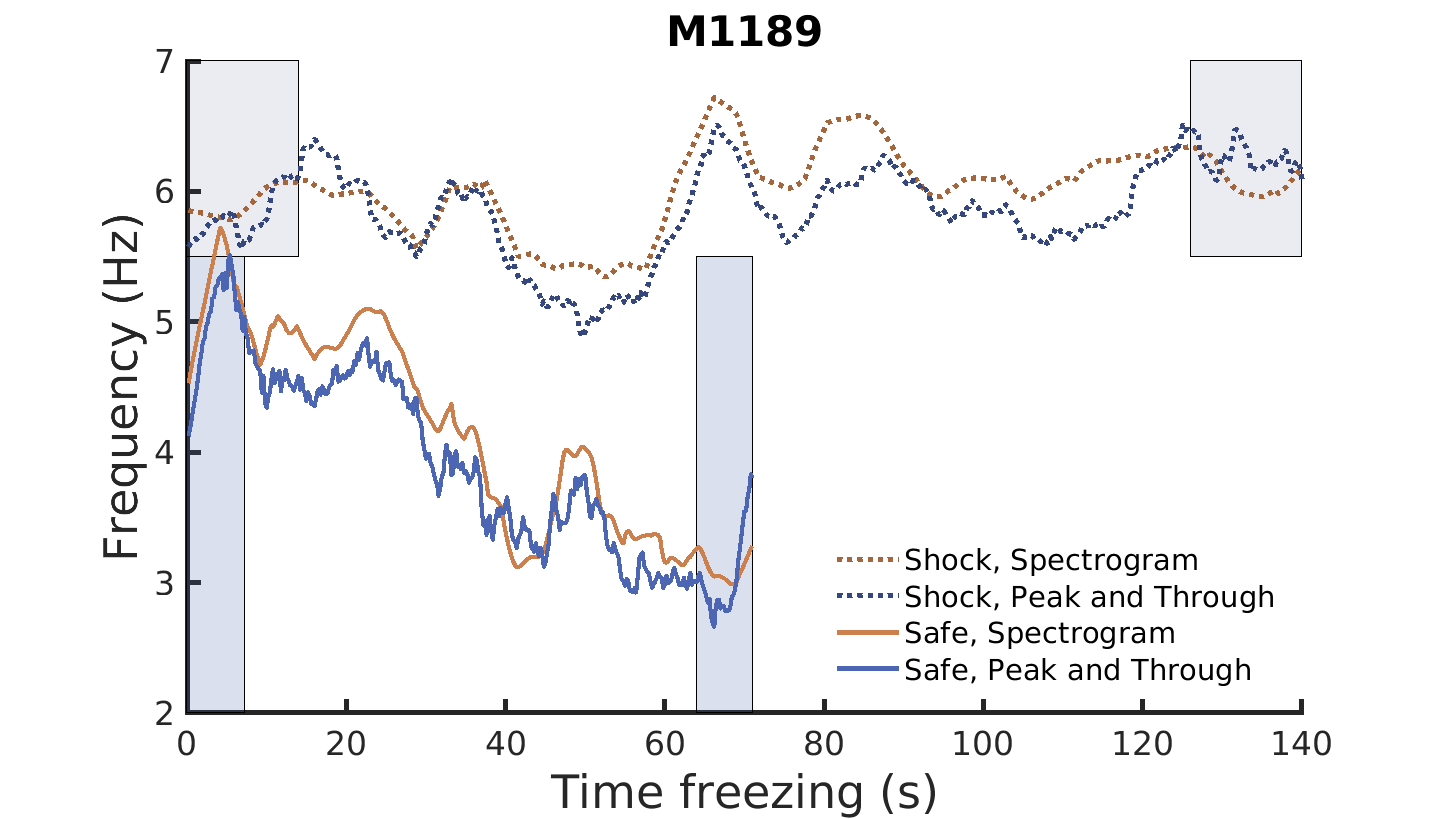 M1189
7
6
5
4
3
2
Frequency (Hz)
0 20 40 60 80 100 120 140
Time freezing (s)
Shock, Spectrogram
Shock, Peak and Through
Safe, Spectrogram
Safe, Peak and Through